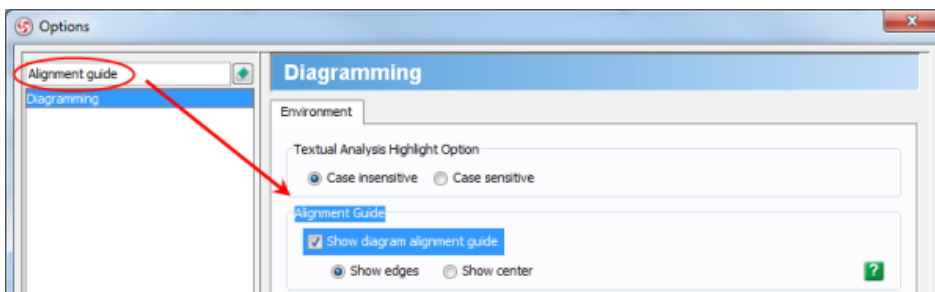 Options
Alignment guide
Diagramming
Diagramming
Environment
Textual Analysis Highlight Option
Case insensitive Case sensitive
Alignment Guide
Show diagram alignment guide
Show edges Show center
?